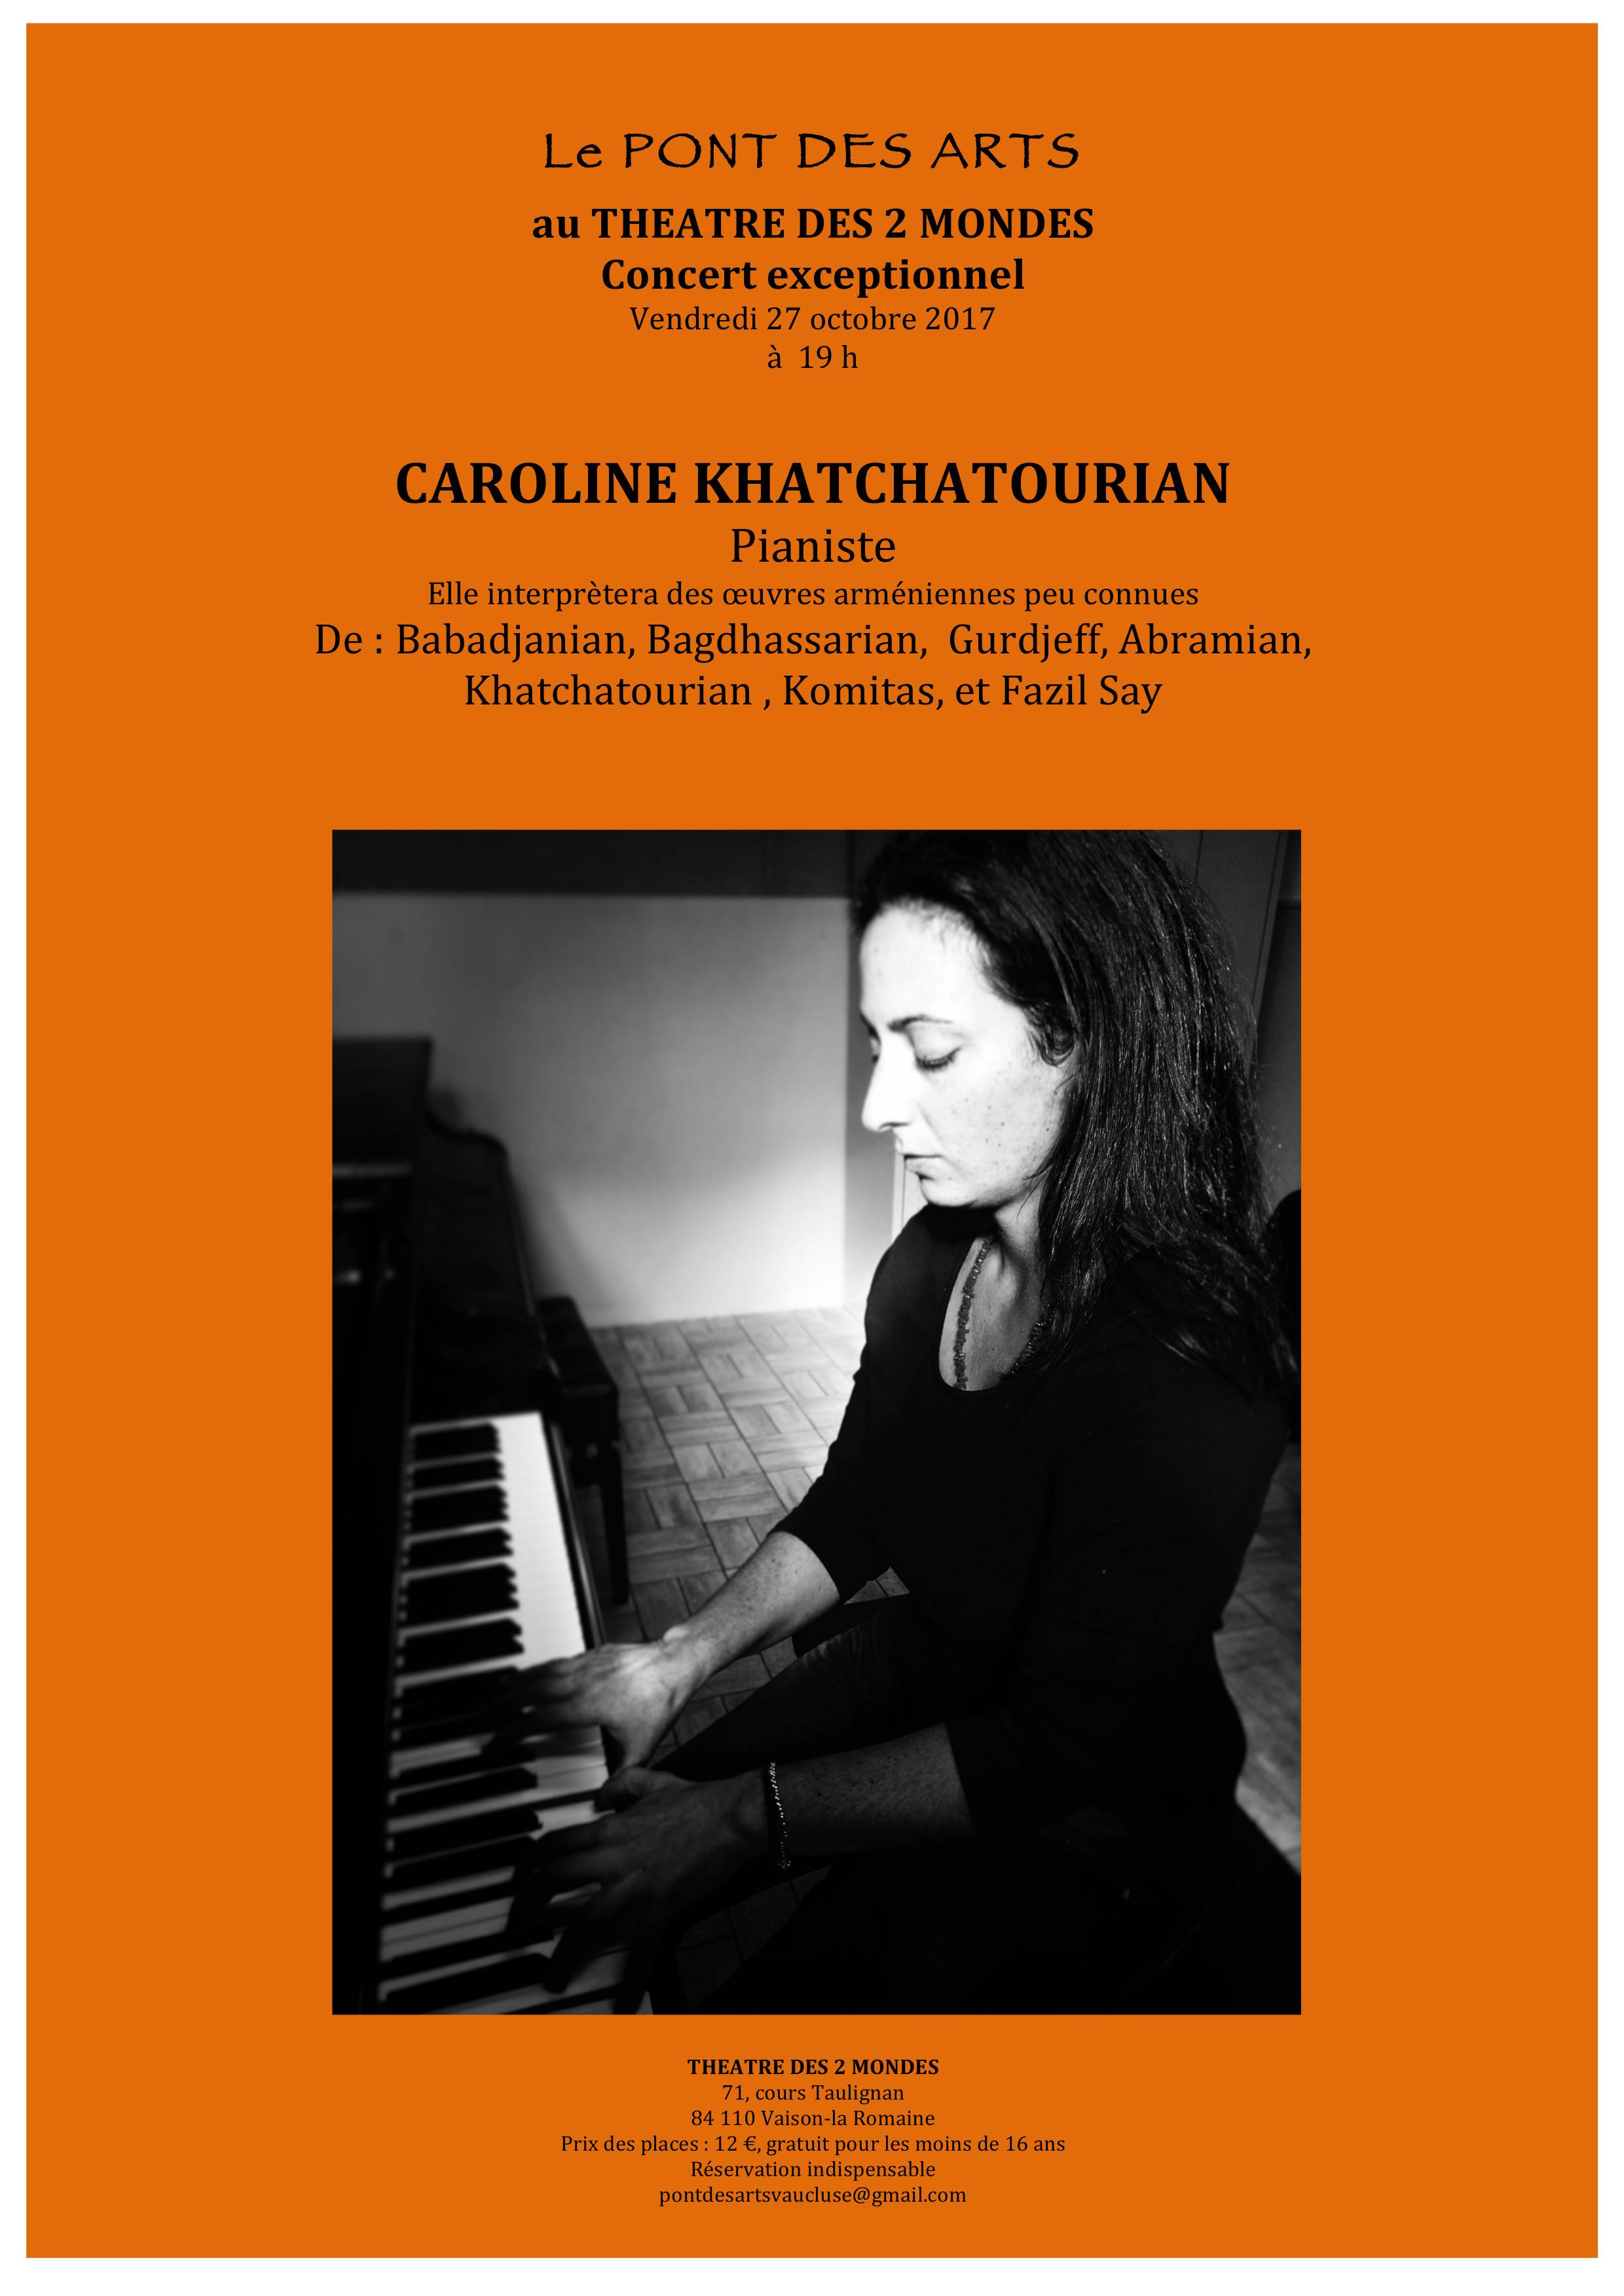 Le PONT DES ARTS
au THEATRE DES 2 MONDES
Concert exceptionnel
Vendredi 27 octobre 2017
à 19 h
CAROLINE KHATCHATOURIAN
Pianiste
Elle interprètera des œuvres arméniennes peu connues
De : Babadjanian, Bagdhassarian, Gurdjeff, Abramian,
Khatchatourian , Komitas, et Fazil Say
THEATRE DES 2 MONDES
71, cours Taulignan
84 110 Vaison-la Romaine
Prix des places : 12 €, gratuit pour les moins de 16 ans
Réservation indispensable
pontdesartsvaucluse@gmail.com